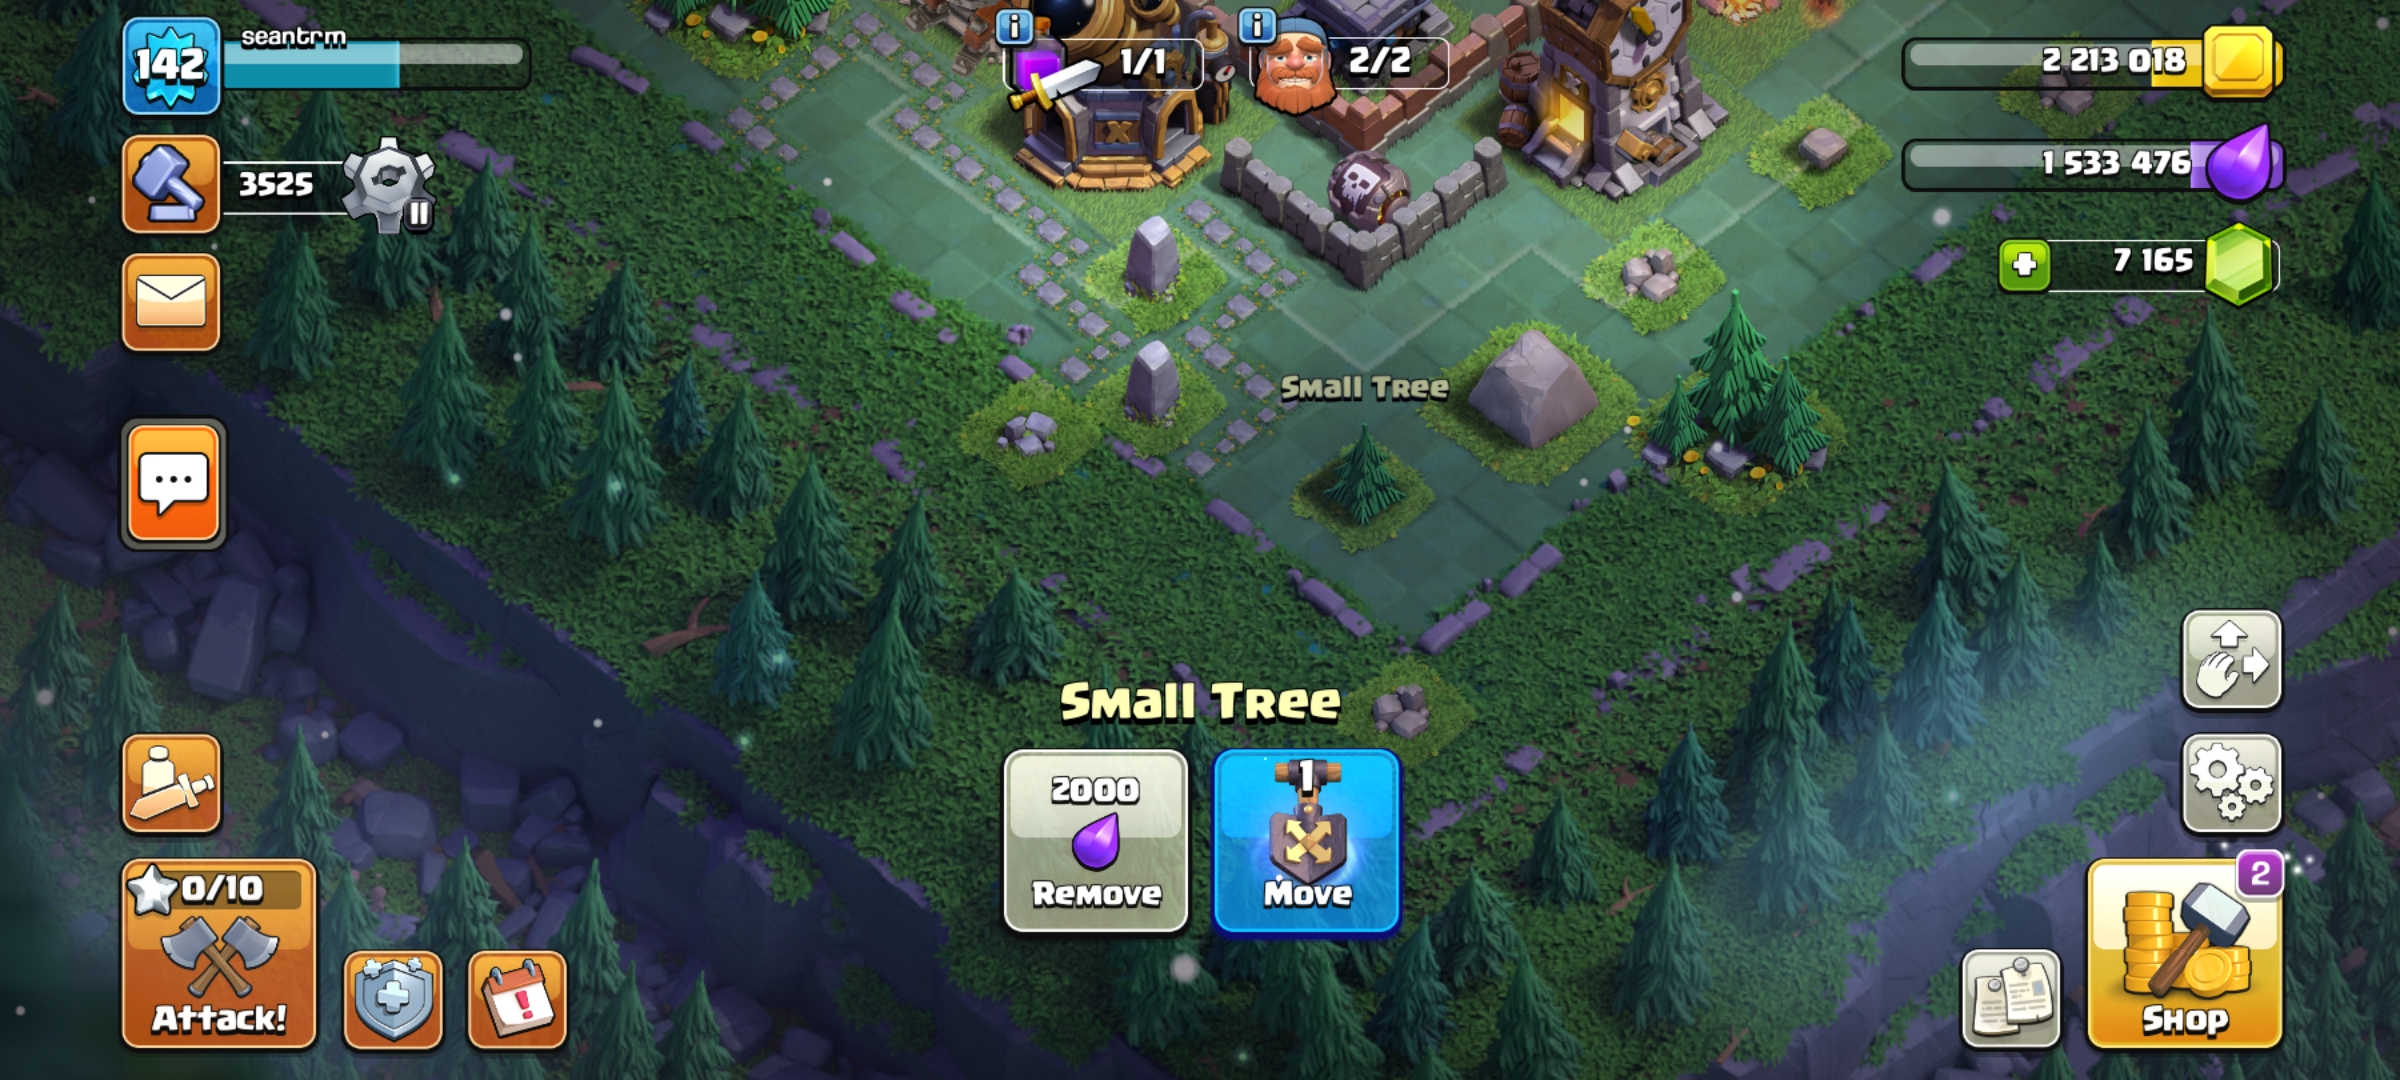 142
seantrm
1/1
2/2
2 213 018
3525
1 533 476
7 165
Small Tree
Small Tree
2000
Remove
1
Move
0/10
Attack!
2
Shop